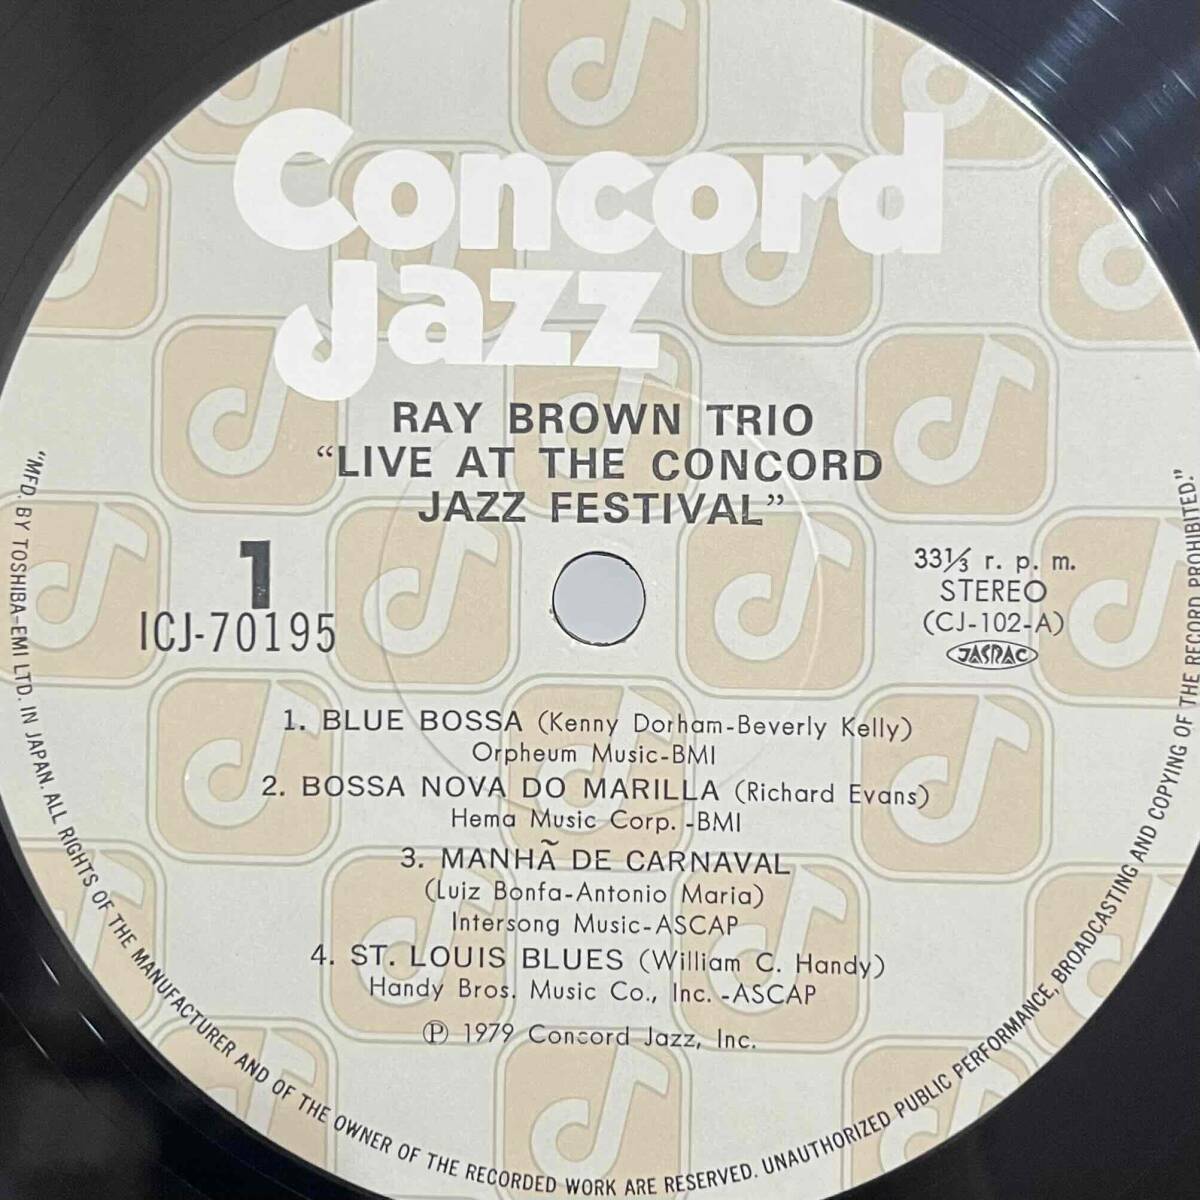 Concord
Jazz
RAY BROWN TRIO
“LIVE AT THE CONCORD
JAZZ FESTIVAL”
1
ICJ-70195
33⅓ r. p. m.
STEREO
(CJ-102-A)
JASRAC
1. BLUE BOSSA (Kenny Dorham-Beverly Kelly)
Orpheum Music-BMI
2. BOSSA NOVA DO MARILLA (Richard Evans)
Hema Music Corp. -BMI
3. MANHÃ DE CARNAVAL
(Luiz Bonfa-Antonio Maria)
Intersong Music-ASCAP
4. ST. LOUIS BLUES (William C. Handy)
Handy Bros. Music Co., Inc. -ASCAP
Ⓟ 1979 Concord Jazz, Inc.
"MFD. BY TOSHIBA-EMI LTD. IN JAPAN. ALL RIGHTS OF THE MANUFACTURER AND OF THE OWNER OF THE RECORDED WORK ARE RESERVED. UNAUTHORIZED PUBLIC PERFORMANCE, BROADCASTING AND COPYING OF THE RECORD PROHIBITED."